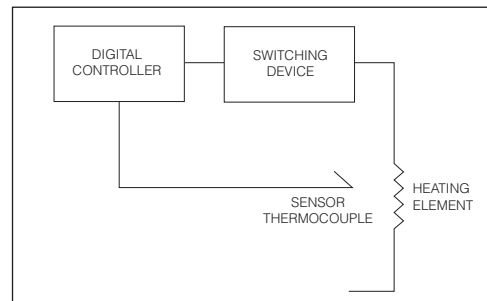 DIGITAL
CONTROLLER
SWITCHING
DEVICE
SENSOR
THERMOCOUPLE
HEATING
ELEMENT